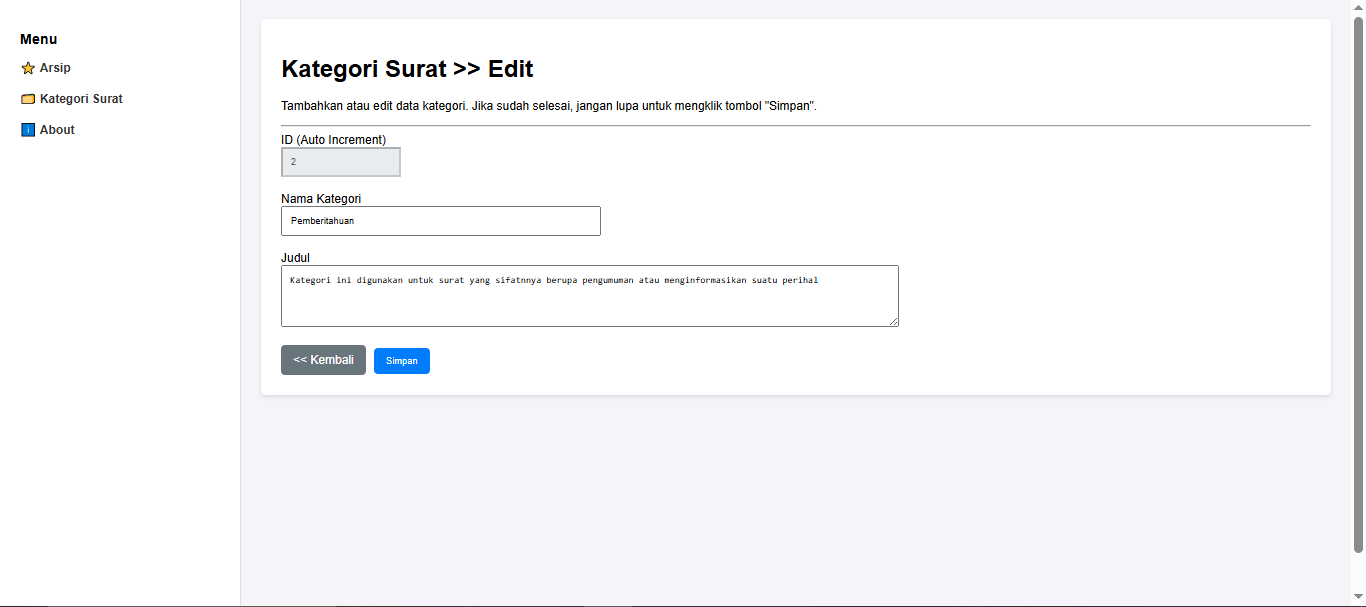 Menu
Arsip
Kategori Surat
About
Kategori Surat >> Edit
Tambahkan atau edit data kategori. Jika sudah selesai, jangan lupa untuk mengklik tombol "Simpan".
ID (Auto Increment)
2
Nama Kategori
Pemberitahuan
Judul
Kategori ini digunakan untuk surat yang sifatnnya berupa pengumuman atau menginformasikan suatu perihal
<< Kembali
Simpan